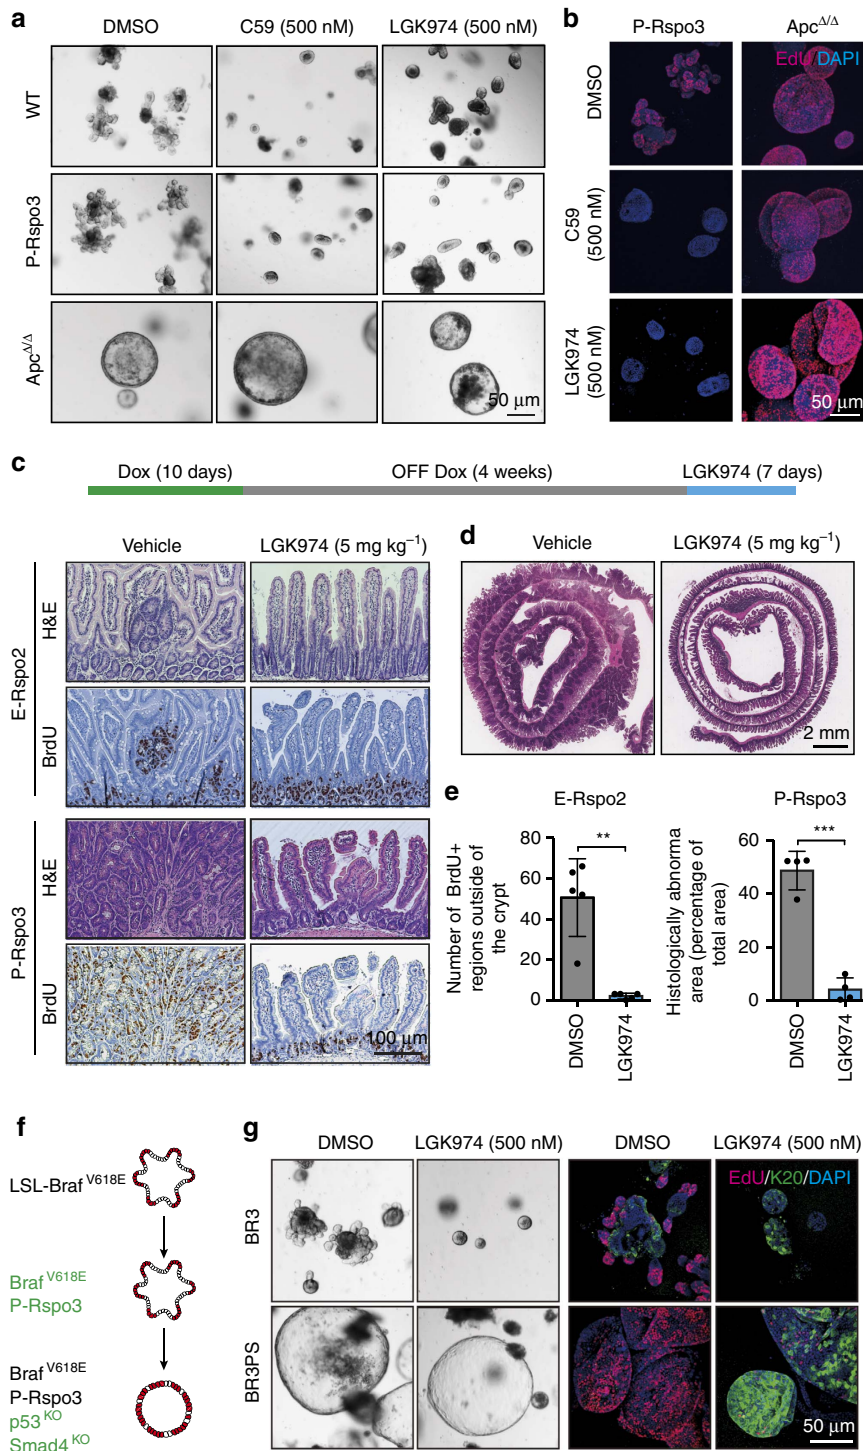 a
DMSO
C59 (500 nM)
LGK974 (500 nM)
WT
P-Rspo3
Apc^Δ/Δ
50 μm
b
P-Rspo3
Apc^Δ/Δ
EdU/DAPI
DMSO
C59
(500 nM)
LGK974
(500 nM)
50 μm
c
Dox (10 days)
OFF Dox (4 weeks)
LGK974 (7 days)
Vehicle
LGK974 (5 mg kg⁻¹)
E-Rspo2
H&E
BrdU
P-Rspo3
H&E
BrdU
100 μm
d
Vehicle
LGK974 (5 mg kg⁻¹)
2 mm
e
E-Rspo2
Number of BrdU+
regions outside of
the crypt
80
60
40
20
0
**
DMSO
LGK974
P-Rspo3
Histologically abnorma
area (percentage of
total area)
60
40
20
0
***
DMSO
LGK974
f
LSL-Braf^V618E
Braf^V618E
P-Rspo3
Braf^V618E
P-Rspo3
p53^KO
Smad4^KO
g
DMSO
LGK974 (500 nM)
DMSO
LGK974 (500 nM)
BR3
BR3PS
EdU/K20/DAPI
50 μm